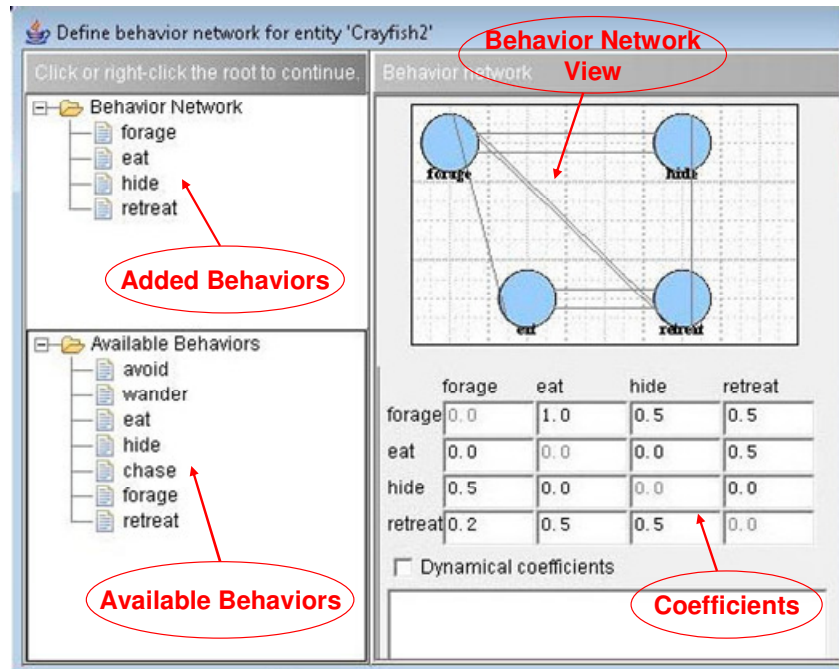 Define behavior network for entity 'Crayfish2'
Click or right-click the root to continue.
Behavior Network
forage
eat
hide
retreat
Added Behaviors
Available Behaviors
avoid
wander
eat
hide
chase
forage
retreat
Available Behaviors
Behavior network
Behavior Network
View
forage
hide
eat
retreat
forage eat hide retreat
forage 0.0 1.0 0.5 0.5
eat 0.0 0.0 0.0 0.5
hide 0.5 0.0 0.0 0.0
retreat 0.2 0.5 0.5 0.0
Dynamical coefficients
Coefficients